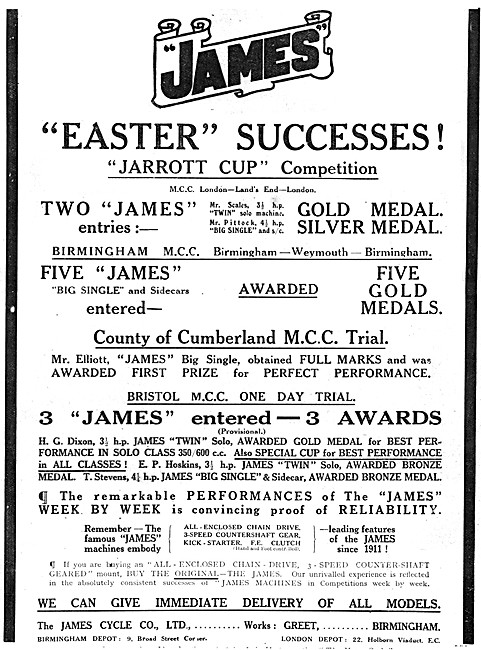 "JAMES"
"EASTER" SUCCESSES!
"JARROTT CUP" Competition
M.C.C. London—Land's End—London.
TWO "JAMES" entries:—
Mr. Scales, 3½ h.p. "TWIN" solo machine.
Mr. Pittock, 4¼ h.p. "BIG SINGLE" and s/c.
GOLD MEDAL.
SILVER MEDAL.
BIRMINGHAM M.C.C. Birmingham—Weymouth—Birmingham.
FIVE "JAMES"
"BIG SINGLE" and Sidecars
entered—
AWARDED
FIVE
GOLD
MEDALS.
County of Cumberland M.C.C. Trial.
Mr. Elliott, "JAMES" Big Single, obtained FULL MARKS and was
AWARDED FIRST PRIZE for PERFECT PERFORMANCE.
BRISTOL M.C.C. ONE DAY TRIAL.
3 "JAMES" entered—3 AWARDS
(Provisional.)
H. G. Dixon, 3½ h.p. JAMES "TWIN" Solo, AWARDED GOLD MEDAL for BEST PER-
FORMANCE IN SOLO CLASS 350/600 c.c. Also SPECIAL CUP for BEST PERFORMANCE
in ALL CLASSES! E. P. Hoskins, 3½ h.p. JAMES "TWIN" Solo, AWARDED BRONZE
MEDAL. T. Stevens, 4¼ h.p. JAMES "BIG SINGLE" & Sidecar, AWARDED BRONZE MEDAL.
¶ The remarkable PERFORMANCES of The "JAMES"
WEEK BY WEEK is convincing proof of RELIABILITY.
Remember—The
famous "JAMES"
machines embody
ALL-ENCLOSED CHAIN DRIVE,
3-SPEED COUNTERSHAFT GEAR,
KICK-STARTER, F.E. CLUTCH
(Hand and Foot control).
—leading features
of the JAMES
since 1911!
¶ If you are buying an "ALL-ENCLOSED CHAIN-DRIVE, 3-SPEED COUNTER-SHAFT
GEARED" mount, BUY THE ORIGINAL—THE JAMES. Our unrivalled experience is reflected
in the absolutely consistent successes of "JAMES MACHINES in Competitions week by week.
WE CAN GIVE IMMEDIATE DELIVERY OF ALL MODELS.
The JAMES CYCLE CO., LTD., .......... Works: GREET, .......... BIRMINGHAM.
BIRMINGHAM DEPOT: 9, Broad Street Corner. LONDON DEPOT: 22, Holborn Viaduct, E.C.